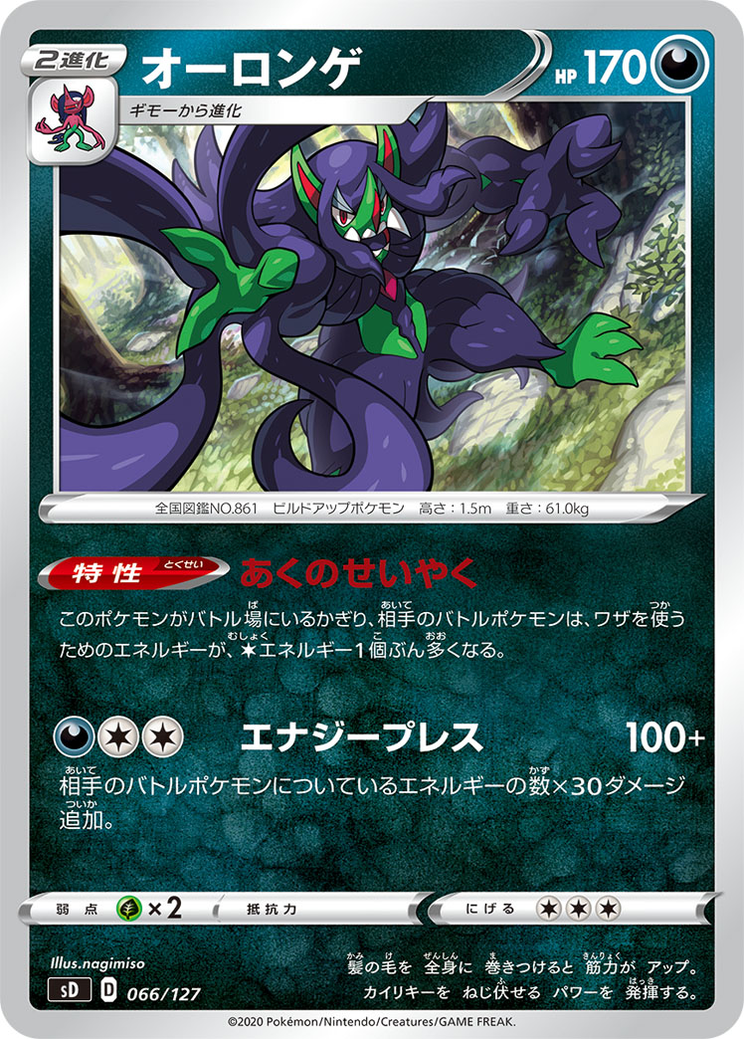 2進化
オーロンゲ
HP 170
ギモーから進化
全国図鑑NO.861 ビルドアップポケモン 高さ：1.5m 重さ：61.0kg
特性 とくせい あくのせいやく
このポケモンがバトル場にいるかぎり、相手のバトルポケモンは、ワザを使う
ためのエネルギーが、エネルギー1個ぶん多くなる。
エナジープレス 100+
相手のバトルポケモンについているエネルギーの数×30ダメージ
追加。
弱点 ×2 抵抗力 にげる
Illus.nagimiso
髪の毛を 全身に 巻きつけると 筋力が アップ。
カイリキーを ねじ伏せる パワーを 発揮する。
sD D 066/127
©2020 Pokémon/Nintendo/Creatures/GAME FREAK.